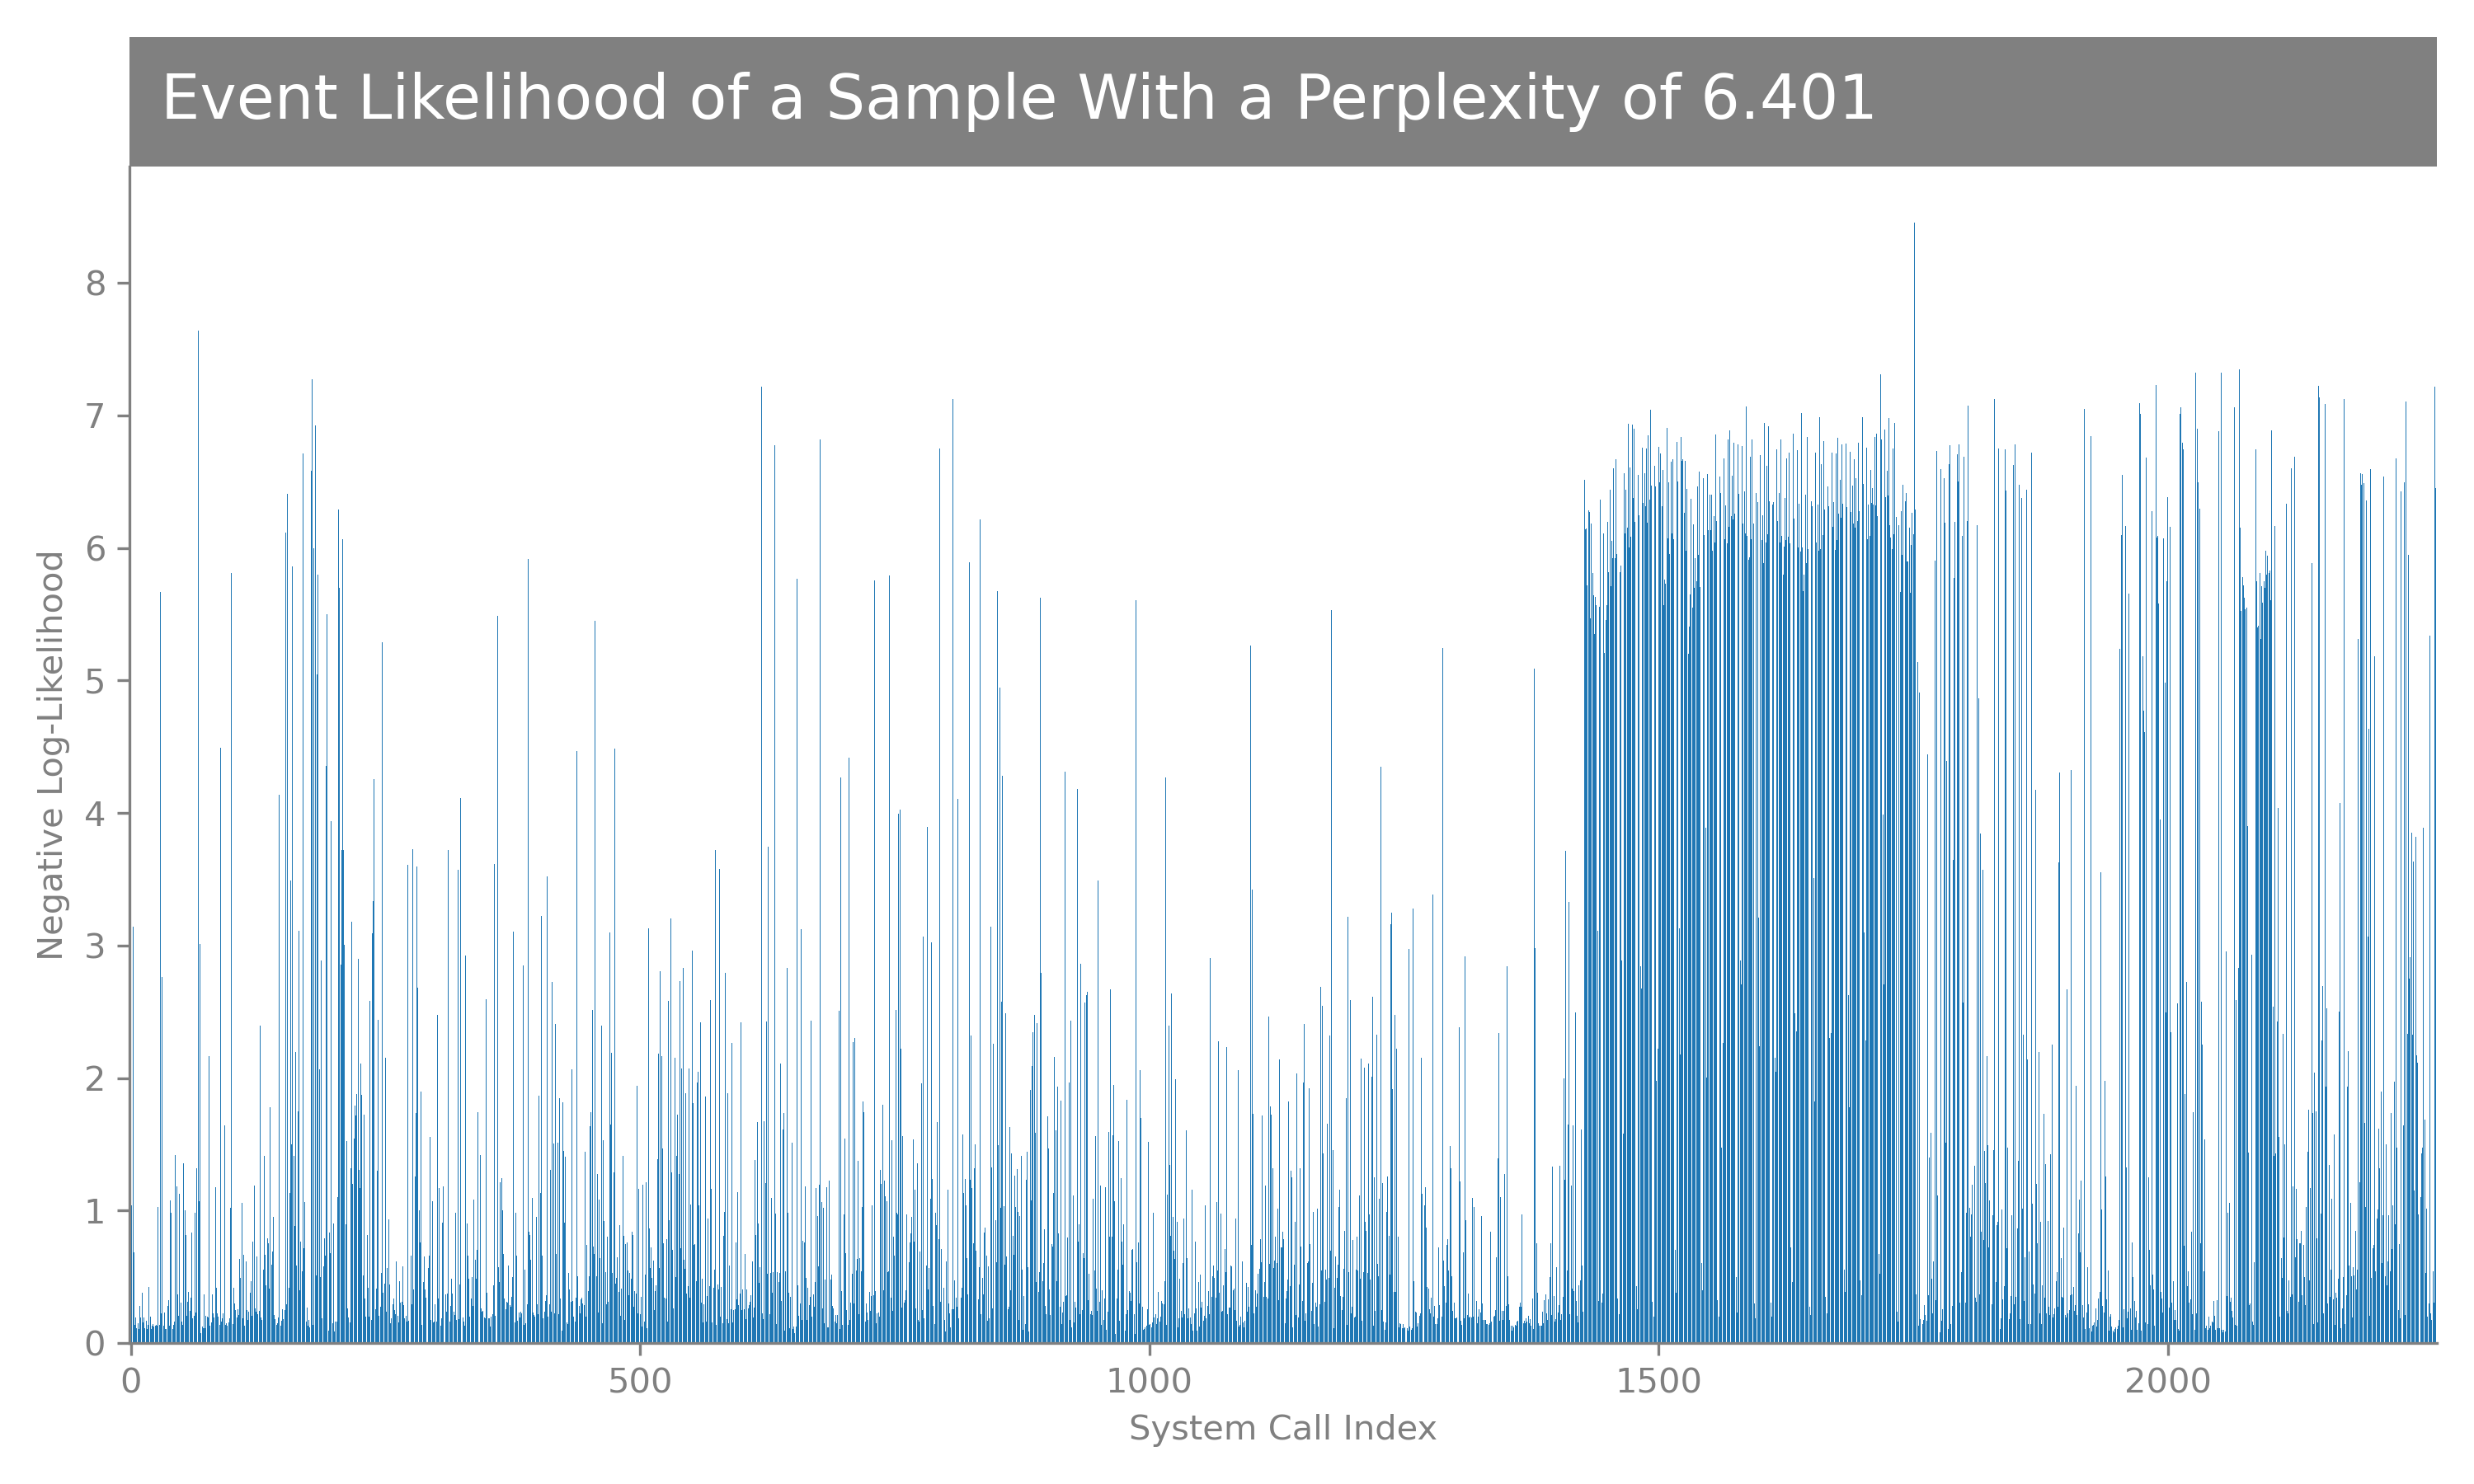 Event Likelihood of a Sample With a Perplexity of 6.401
8
7
6
5
4
3
2
1
0
Negative Log-Likelihood
0 500 1000 1500 2000
System Call Index